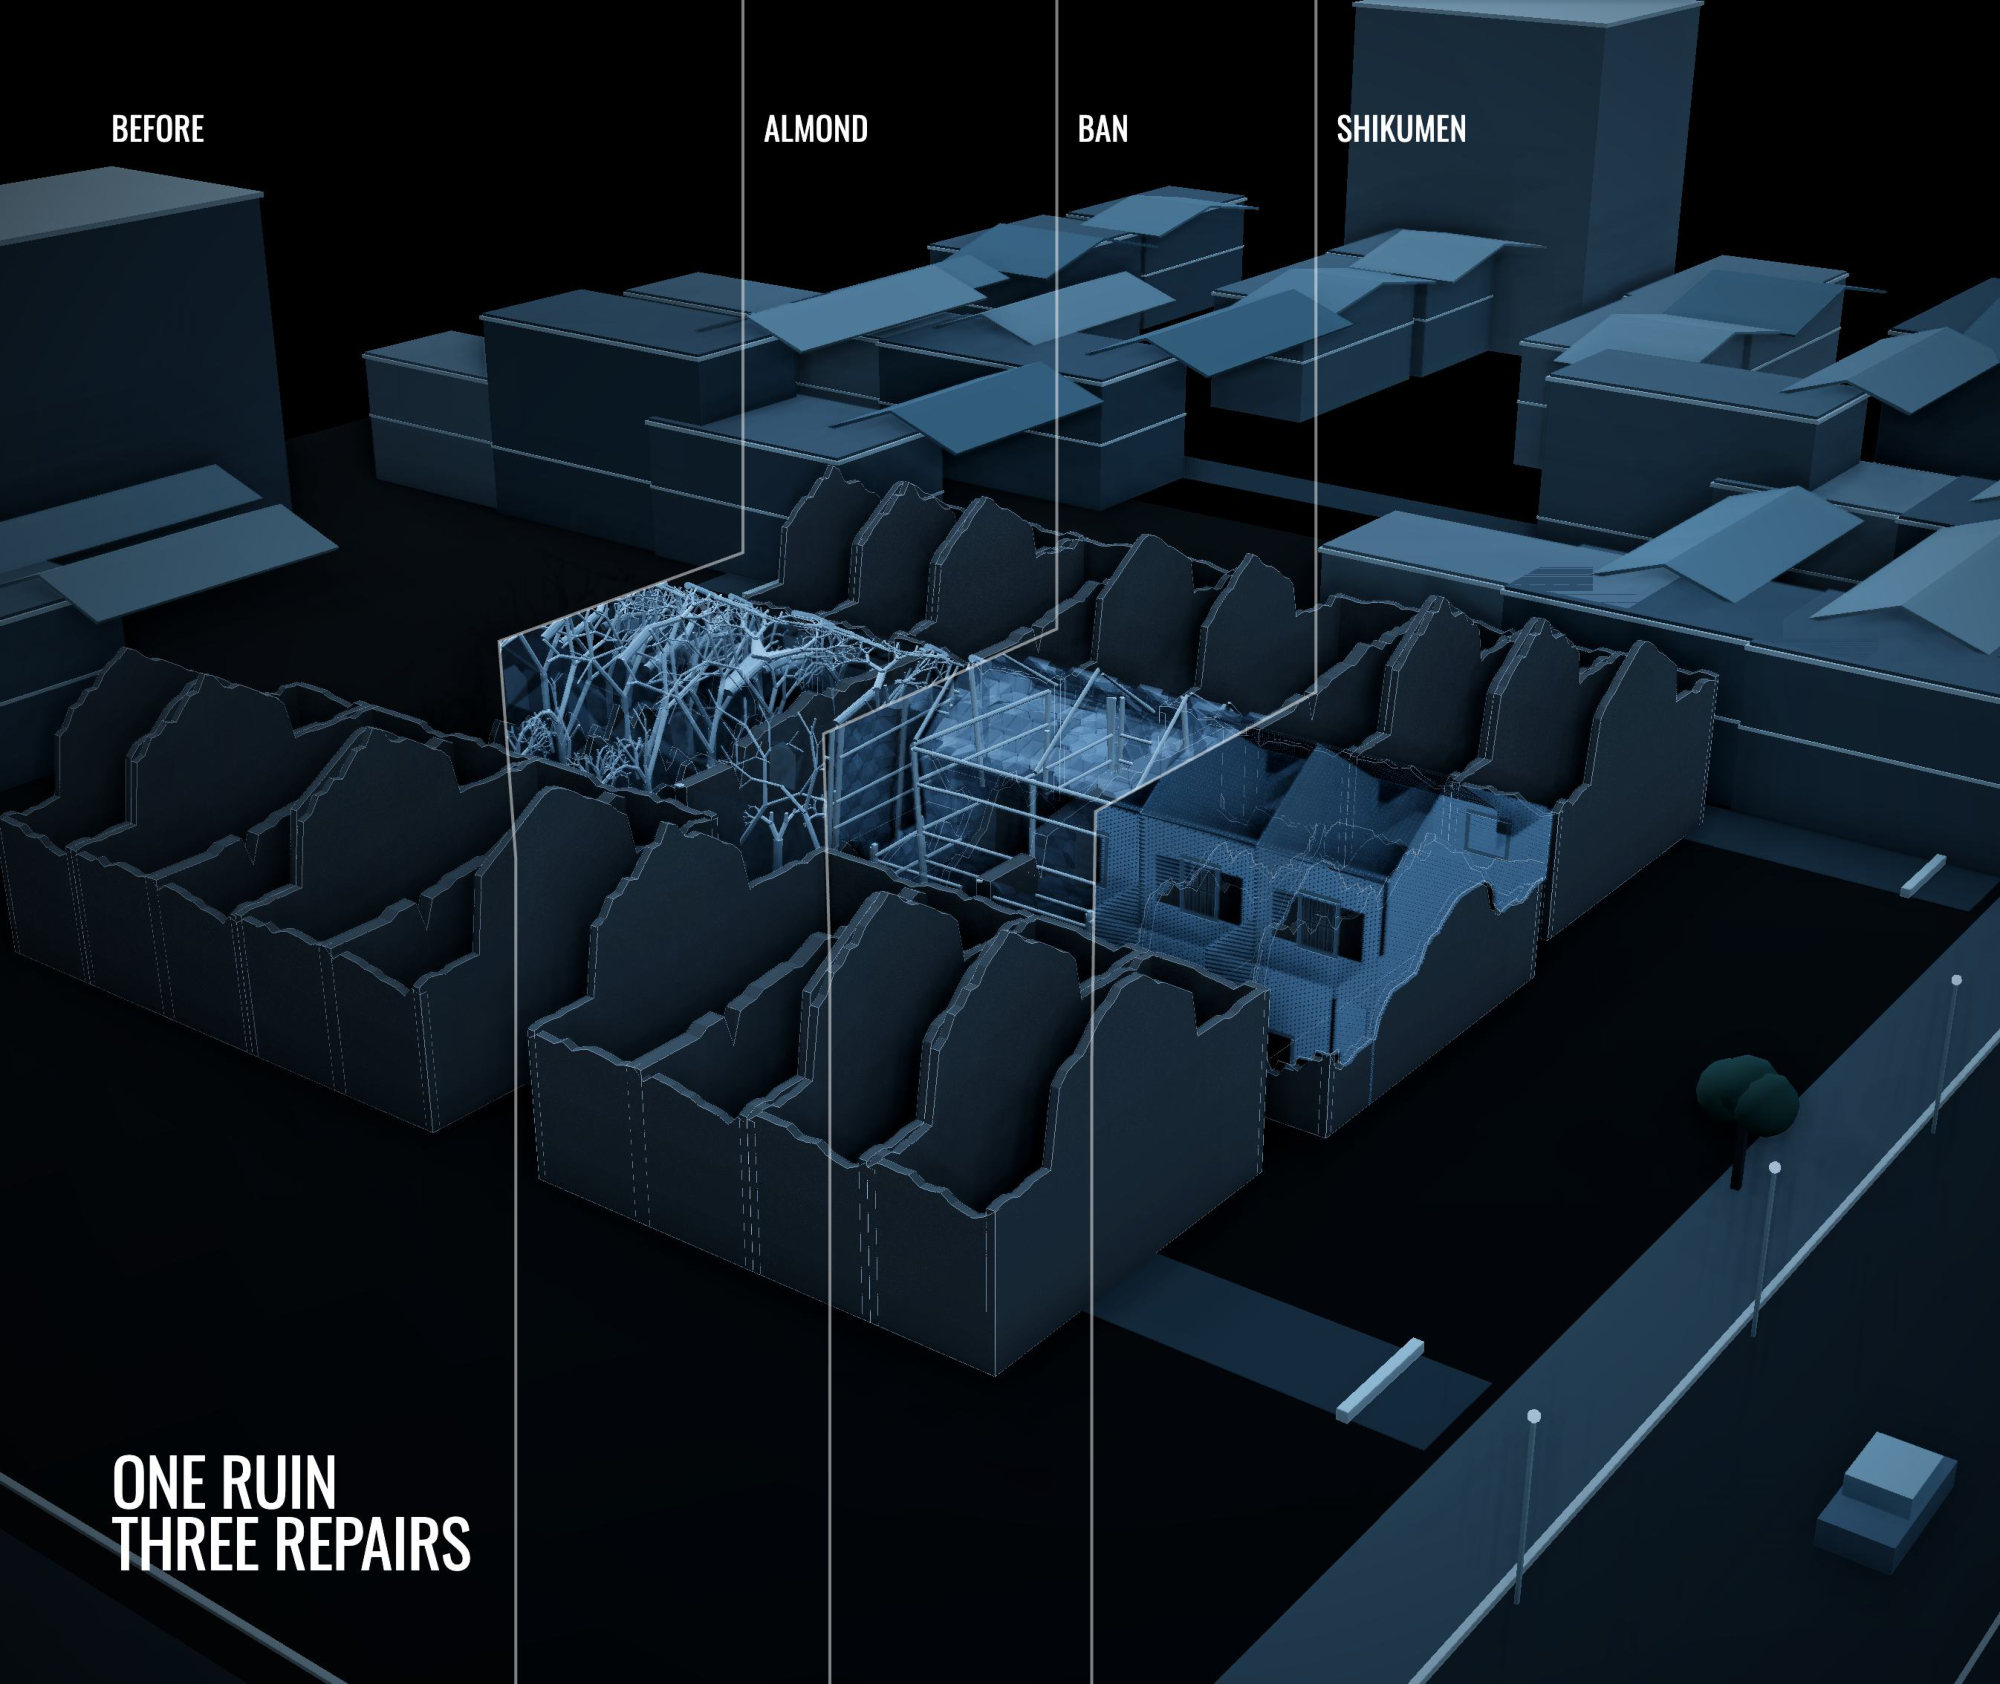 BEFORE
ALMOND
BAN
SHIKUMEN
ONE RUIN
THREE REPAIRS